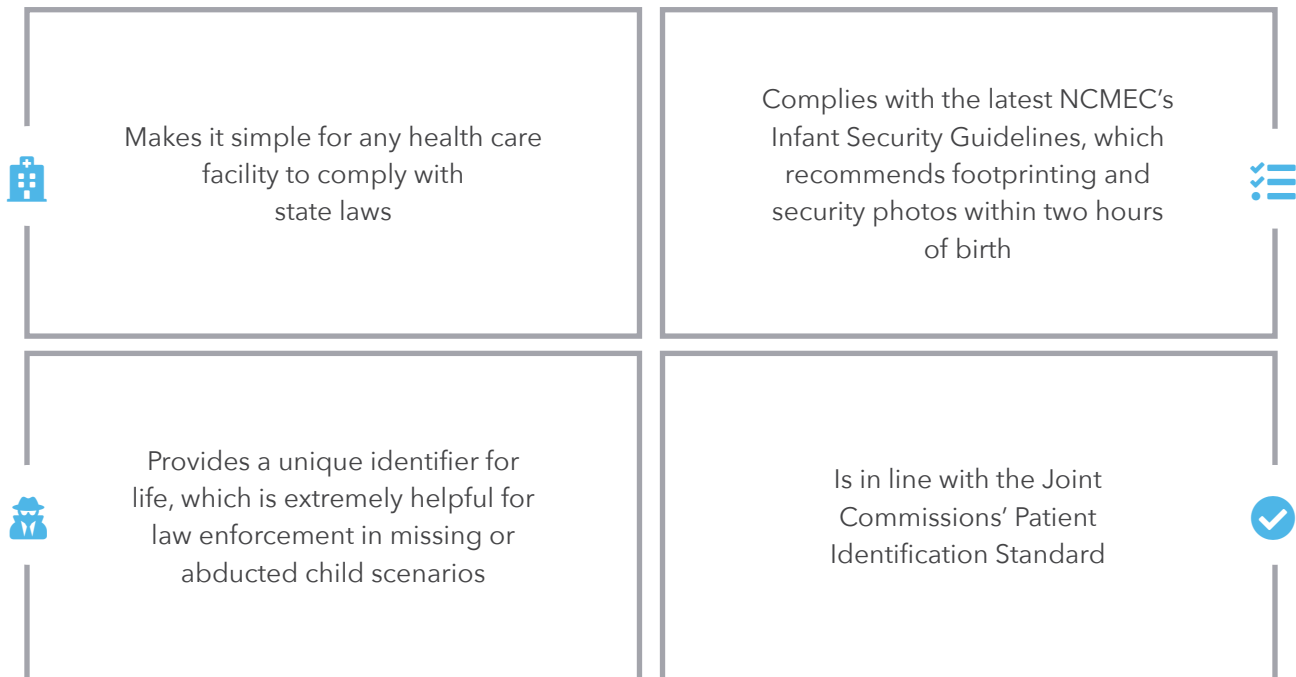 Makes it simple for any health care
facility to comply with
state laws
Complies with the latest NCMEC’s
Infant Security Guidelines, which
recommends footprinting and
security photos within two hours
of birth
Provides a unique identifier for
life, which is extremely helpful for
law enforcement in missing or
abducted child scenarios
Is in line with the Joint
Commissions’ Patient
Identification Standard